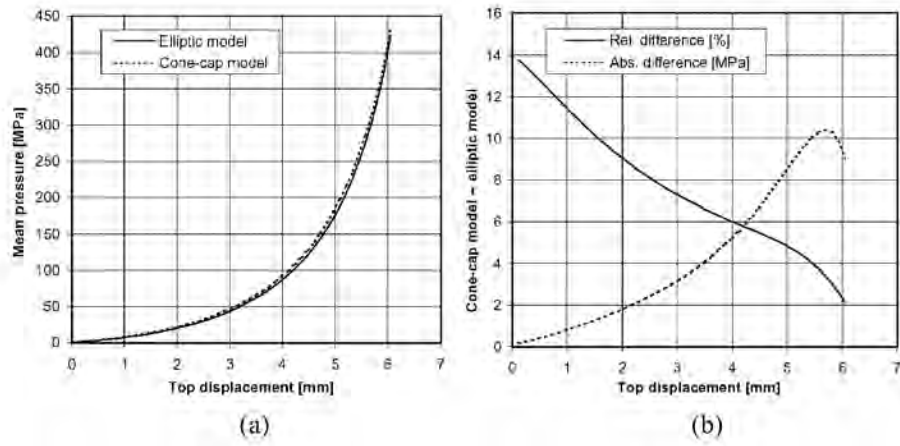 450
400
350
300
250
200
150
100
50
0
Mean pressure [MPa]
Elliptic model
Cone-cap model
0 1 2 3 4 5 6 7
Top displacement [mm]
(a)
16
14
12
10
8
6
4
2
0
Cone-cap model – elliptic model
Rel. difference [%]
Abs. difference [MPa]
0 1 2 3 4 5 6 7
Top displacement [mm]
(b)